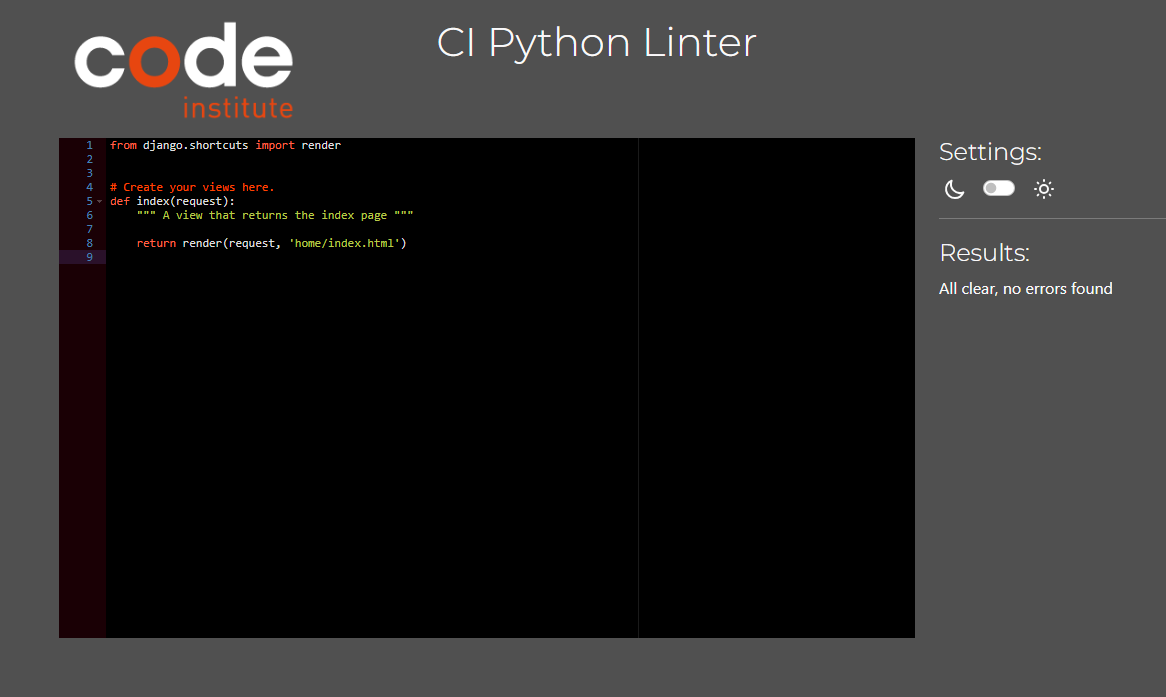 code
institute
CI Python Linter
1 from django.shortcuts import render
2
3
4 # Create your views here.
5 def index(request):
6     """ A view that returns the index page """
7
8     return render(request, 'home/index.html')
9
Settings:
Results:
All clear, no errors found